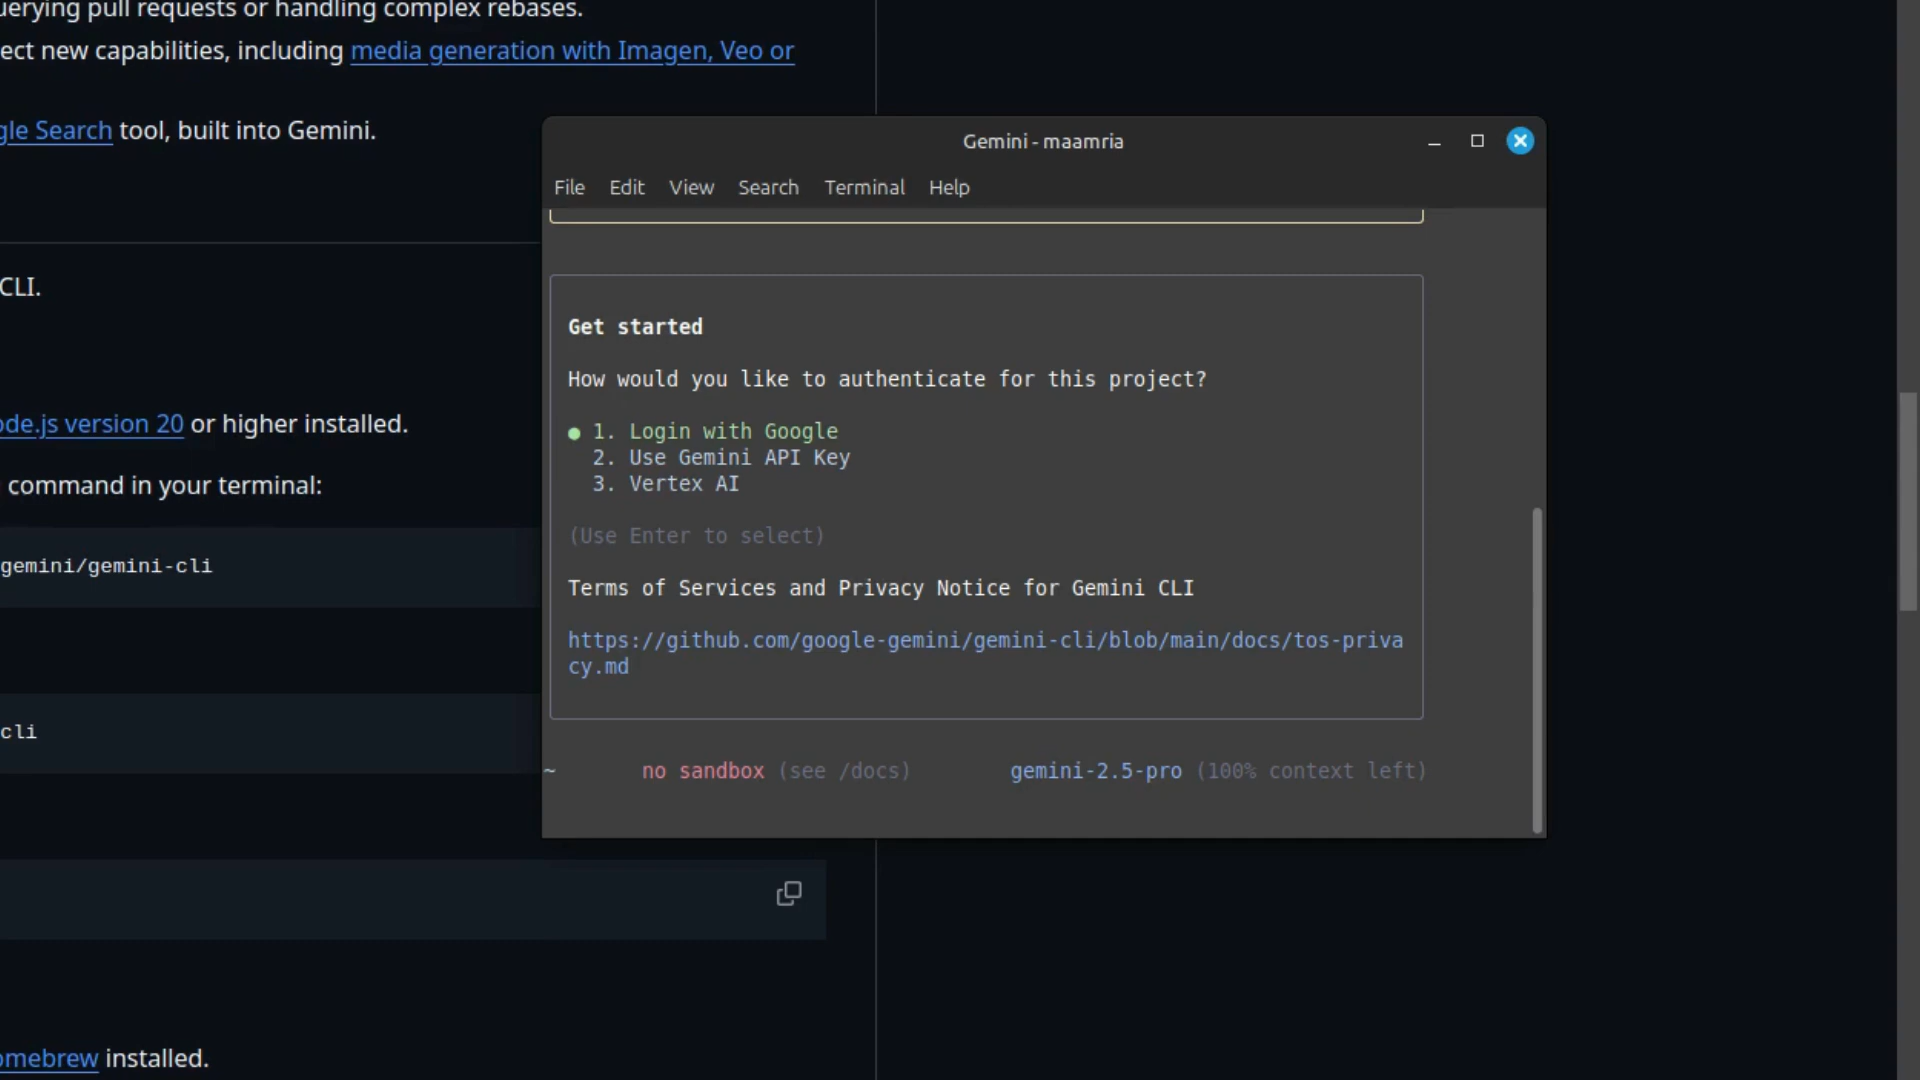 querying pull requests or handling complex rebases.
ect new capabilities, including media generation with Imagen, Veo or
gle Search tool, built into Gemini.
CLI.
ode.js version 20 or higher installed.
command in your terminal:
gemini/gemini-cli
cli
omebrew installed.
Gemini - maamria
File Edit View Search Terminal Help
Get started
How would you like to authenticate for this project?
● 1. Login with Google
2. Use Gemini API Key
3. Vertex AI
(Use Enter to select)
Terms of Services and Privacy Notice for Gemini CLI
https://github.com/google-gemini/gemini-cli/blob/main/docs/tos-priva
cy.md
~ no sandbox (see /docs) gemini-2.5-pro (100% context left)